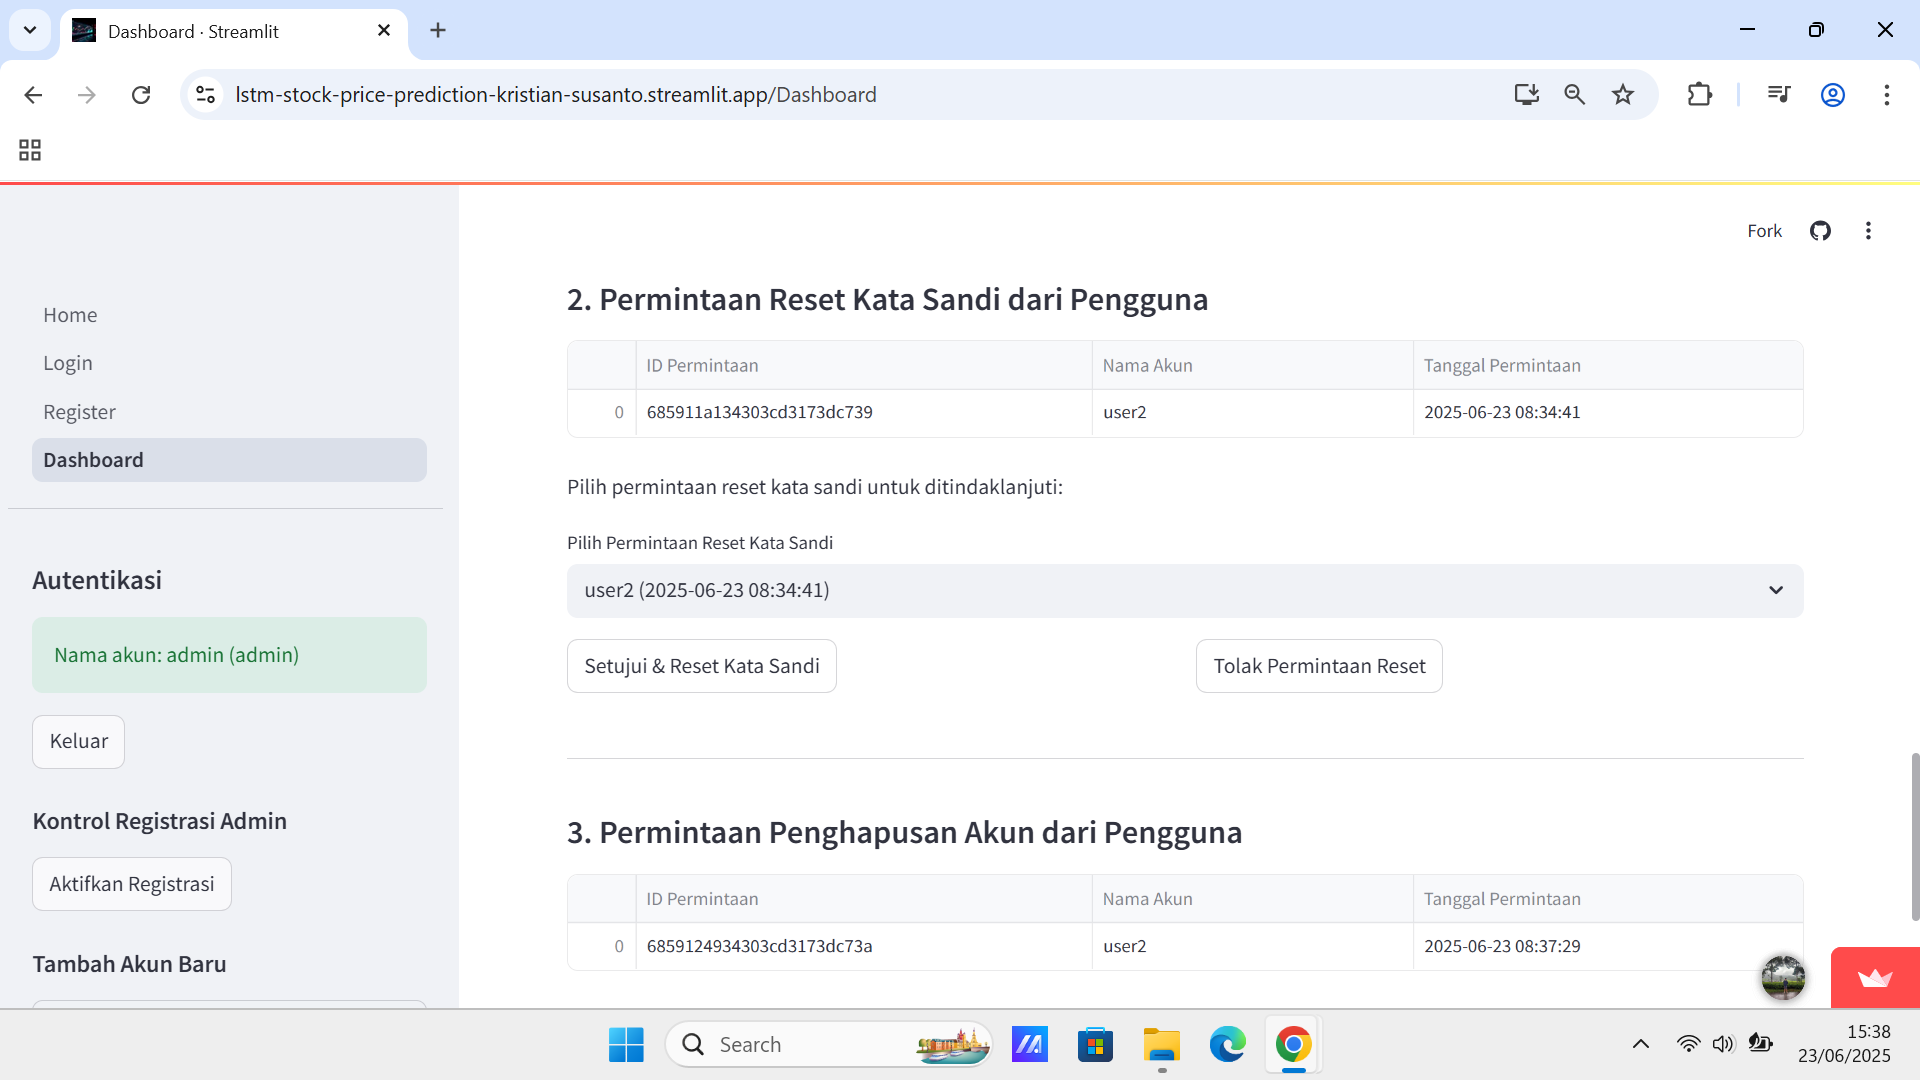 Dashboard · Streamlit
lstm-stock-price-prediction-kristian-susanto.streamlit.app/Dashboard
Fork
Home
Login
Register
Dashboard
Autentikasi
Nama akun: admin (admin)
Keluar
Kontrol Registrasi Admin
Aktifkan Registrasi
Tambah Akun Baru
2. Permintaan Reset Kata Sandi dari Pengguna
ID Permintaan Nama Akun Tanggal Permintaan
0 685911a134303cd3173dc739 user2 2025-06-23 08:34:41
Pilih permintaan reset kata sandi untuk ditindaklanjuti:
Pilih Permintaan Reset Kata Sandi
user2 (2025-06-23 08:34:41)
Setujui & Reset Kata Sandi Tolak Permintaan Reset
3. Permintaan Penghapusan Akun dari Pengguna
ID Permintaan Nama Akun Tanggal Permintaan
0 6859124934303cd3173dc73a user2 2025-06-23 08:37:29
Search
15:38
23/06/2025